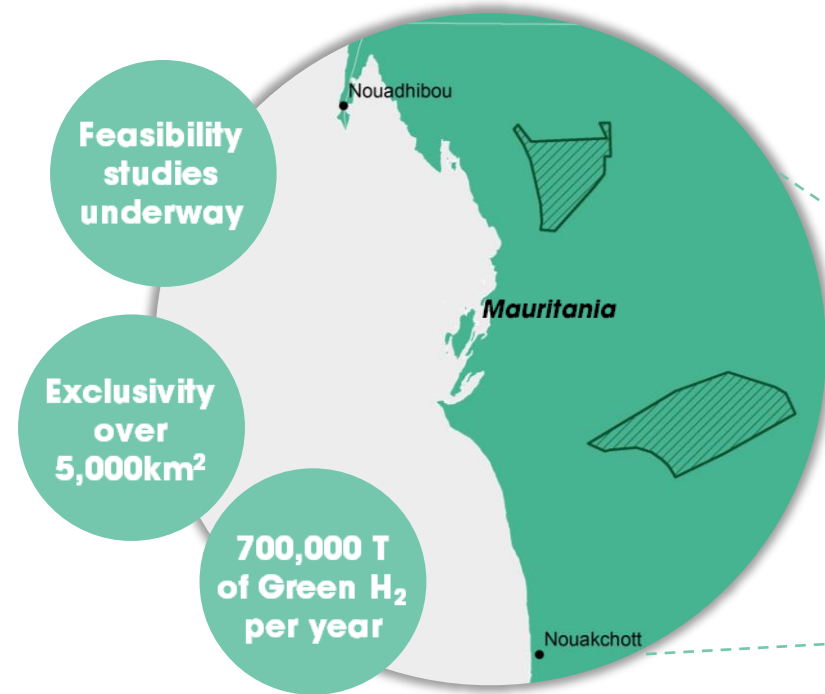 Nouadhibou
Feasibility
studies
underway
Mauritania
Exclusivity
over
5,000km²
700,000 T
of Green H₂
per year
Nouakchott